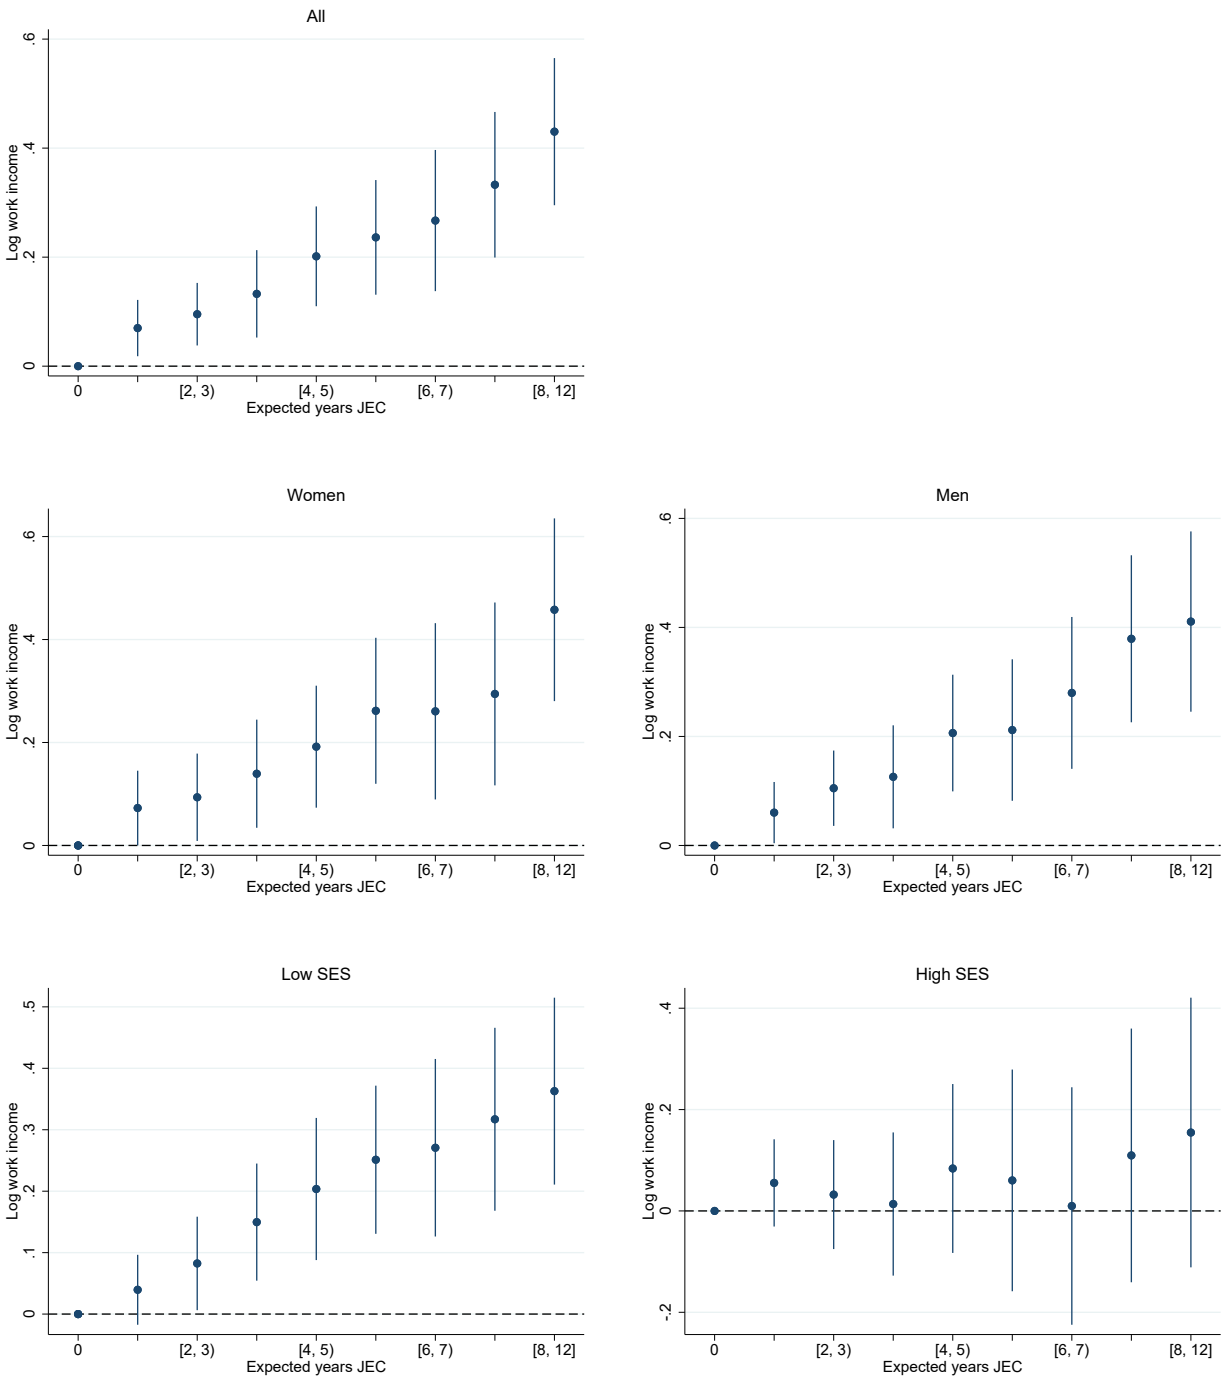 All
.6
.4
.2
0
Log work income
0 [2, 3) [4, 5) [6, 7) [8, 12]
Expected years JEC
Women
.6
.4
.2
0
Log work income
0 [2, 3) [4, 5) [6, 7) [8, 12]
Expected years JEC
Men
.6
.4
.2
0
Log work income
0 [2, 3) [4, 5) [6, 7) [8, 12]
Expected years JEC
Low SES
.5
.4
.3
.2
.1
0
Log work income
0 [2, 3) [4, 5) [6, 7) [8, 12]
Expected years JEC
High SES
.4
.2
0
-.2
Log work income
0 [2, 3) [4, 5) [6, 7) [8, 12]
Expected years JEC